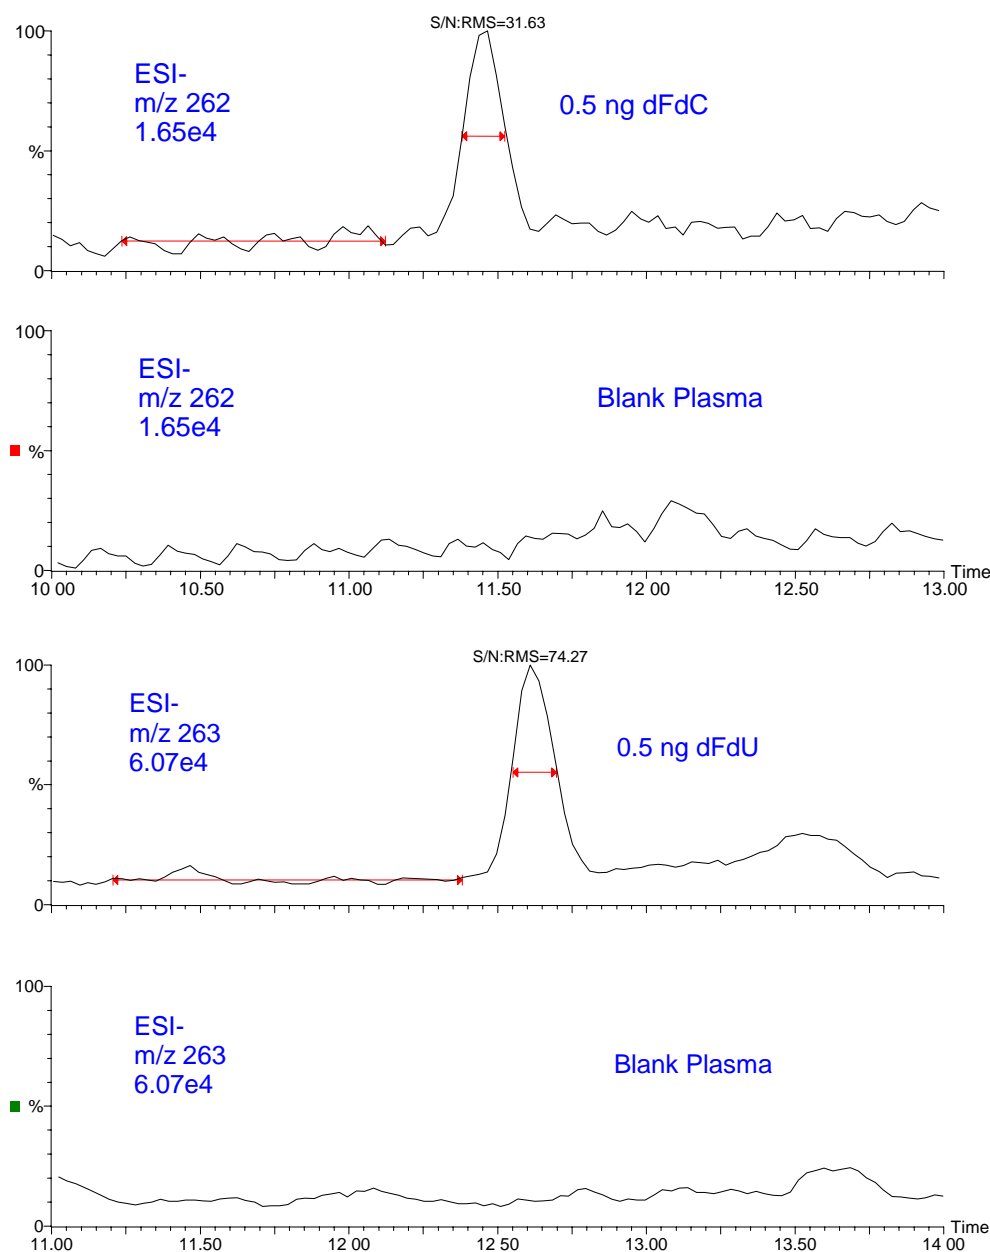 S/N:RMS=31.63
100
ESI-
m/z 262
1.65e4
0.5 ng dFdC
%
0
100
ESI-
m/z 262
1.65e4
Blank Plasma
%
0
Time
10 00 10.50 11.00 11.50 12 00 12.50 13.00
S/N:RMS=74.27
100
ESI-
m/z 263
6.07e4
0.5 ng dFdU
%
0
100
ESI-
m/z 263
6.07e4
Blank Plasma
%
0
Time
11.00 11.50 12 00 12 50 13.00 13.50 14 00